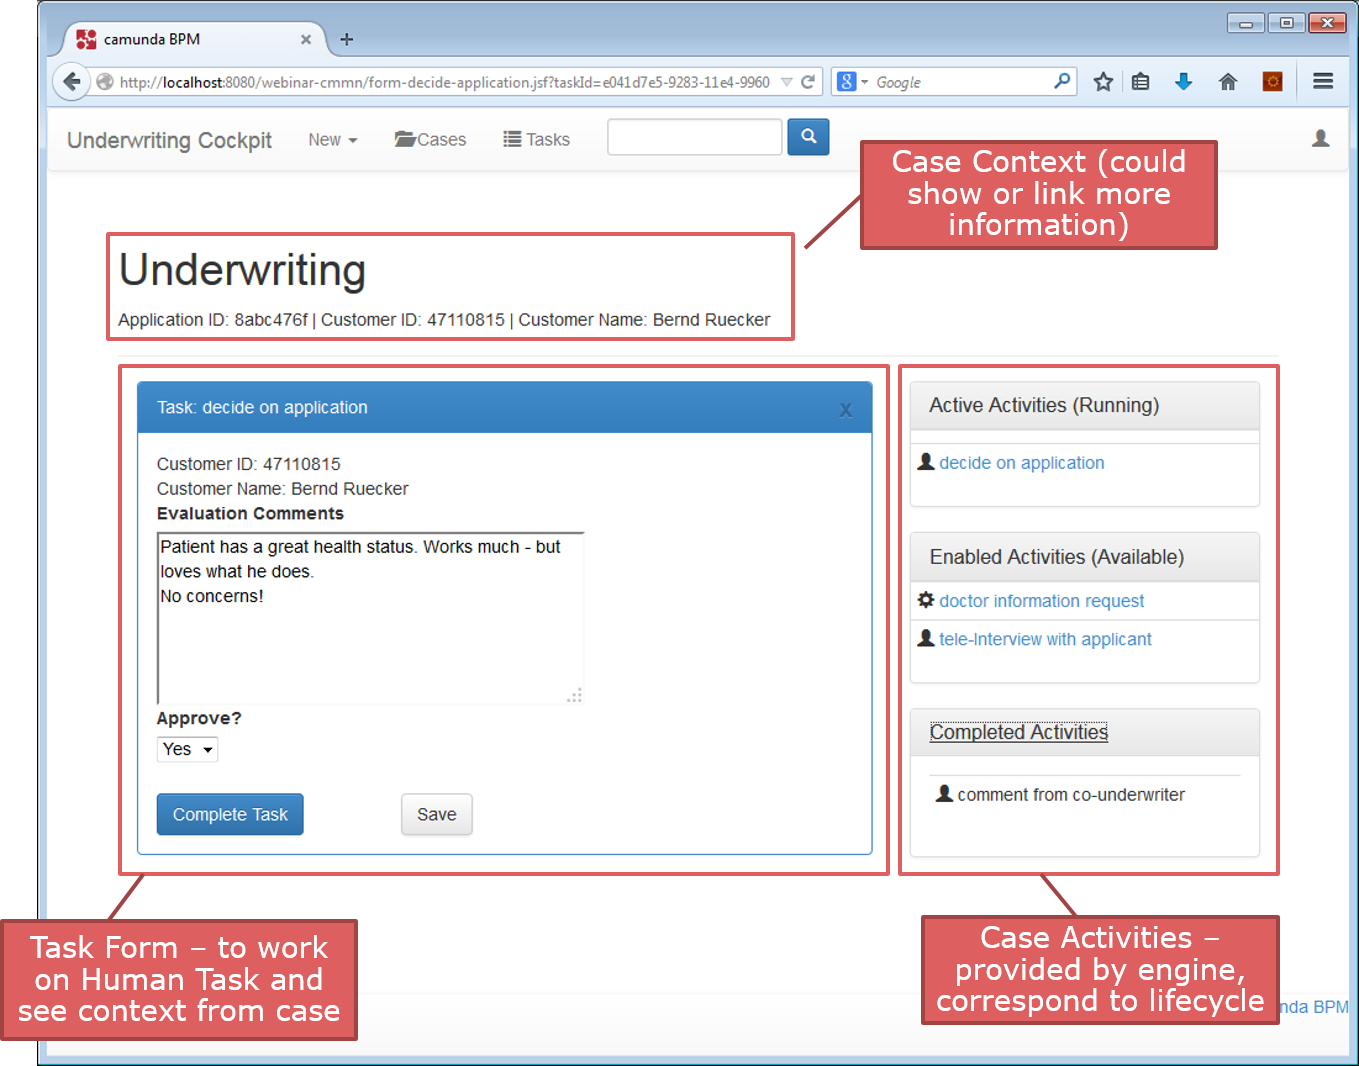 camunda BPM
http://localhost:8080/webinar-cmmn/form-decide-application.jsf?taskId=e041d7e5-9283-11e4-9960
Google
Underwriting Cockpit
New
Cases
Tasks
Case Context (could
show or link more
information)
Underwriting
Application ID: 8abc476f | Customer ID: 47110815 | Customer Name: Bernd Ruecker
Task: decide on application
x
Customer ID: 47110815
Customer Name: Bernd Ruecker
Evaluation Comments
Patient has a great health status. Works much - but
loves what he does.
No concerns!
Approve?
Yes
Complete Task
Save
Active Activities (Running)
decide on application
Enabled Activities (Available)
doctor information request
tele-Interview with applicant
Completed Activities
comment from co-underwriter
Task Form – to work
on Human Task and
see context from case
Case Activities –
provided by engine,
correspond to lifecycle
nda BPM